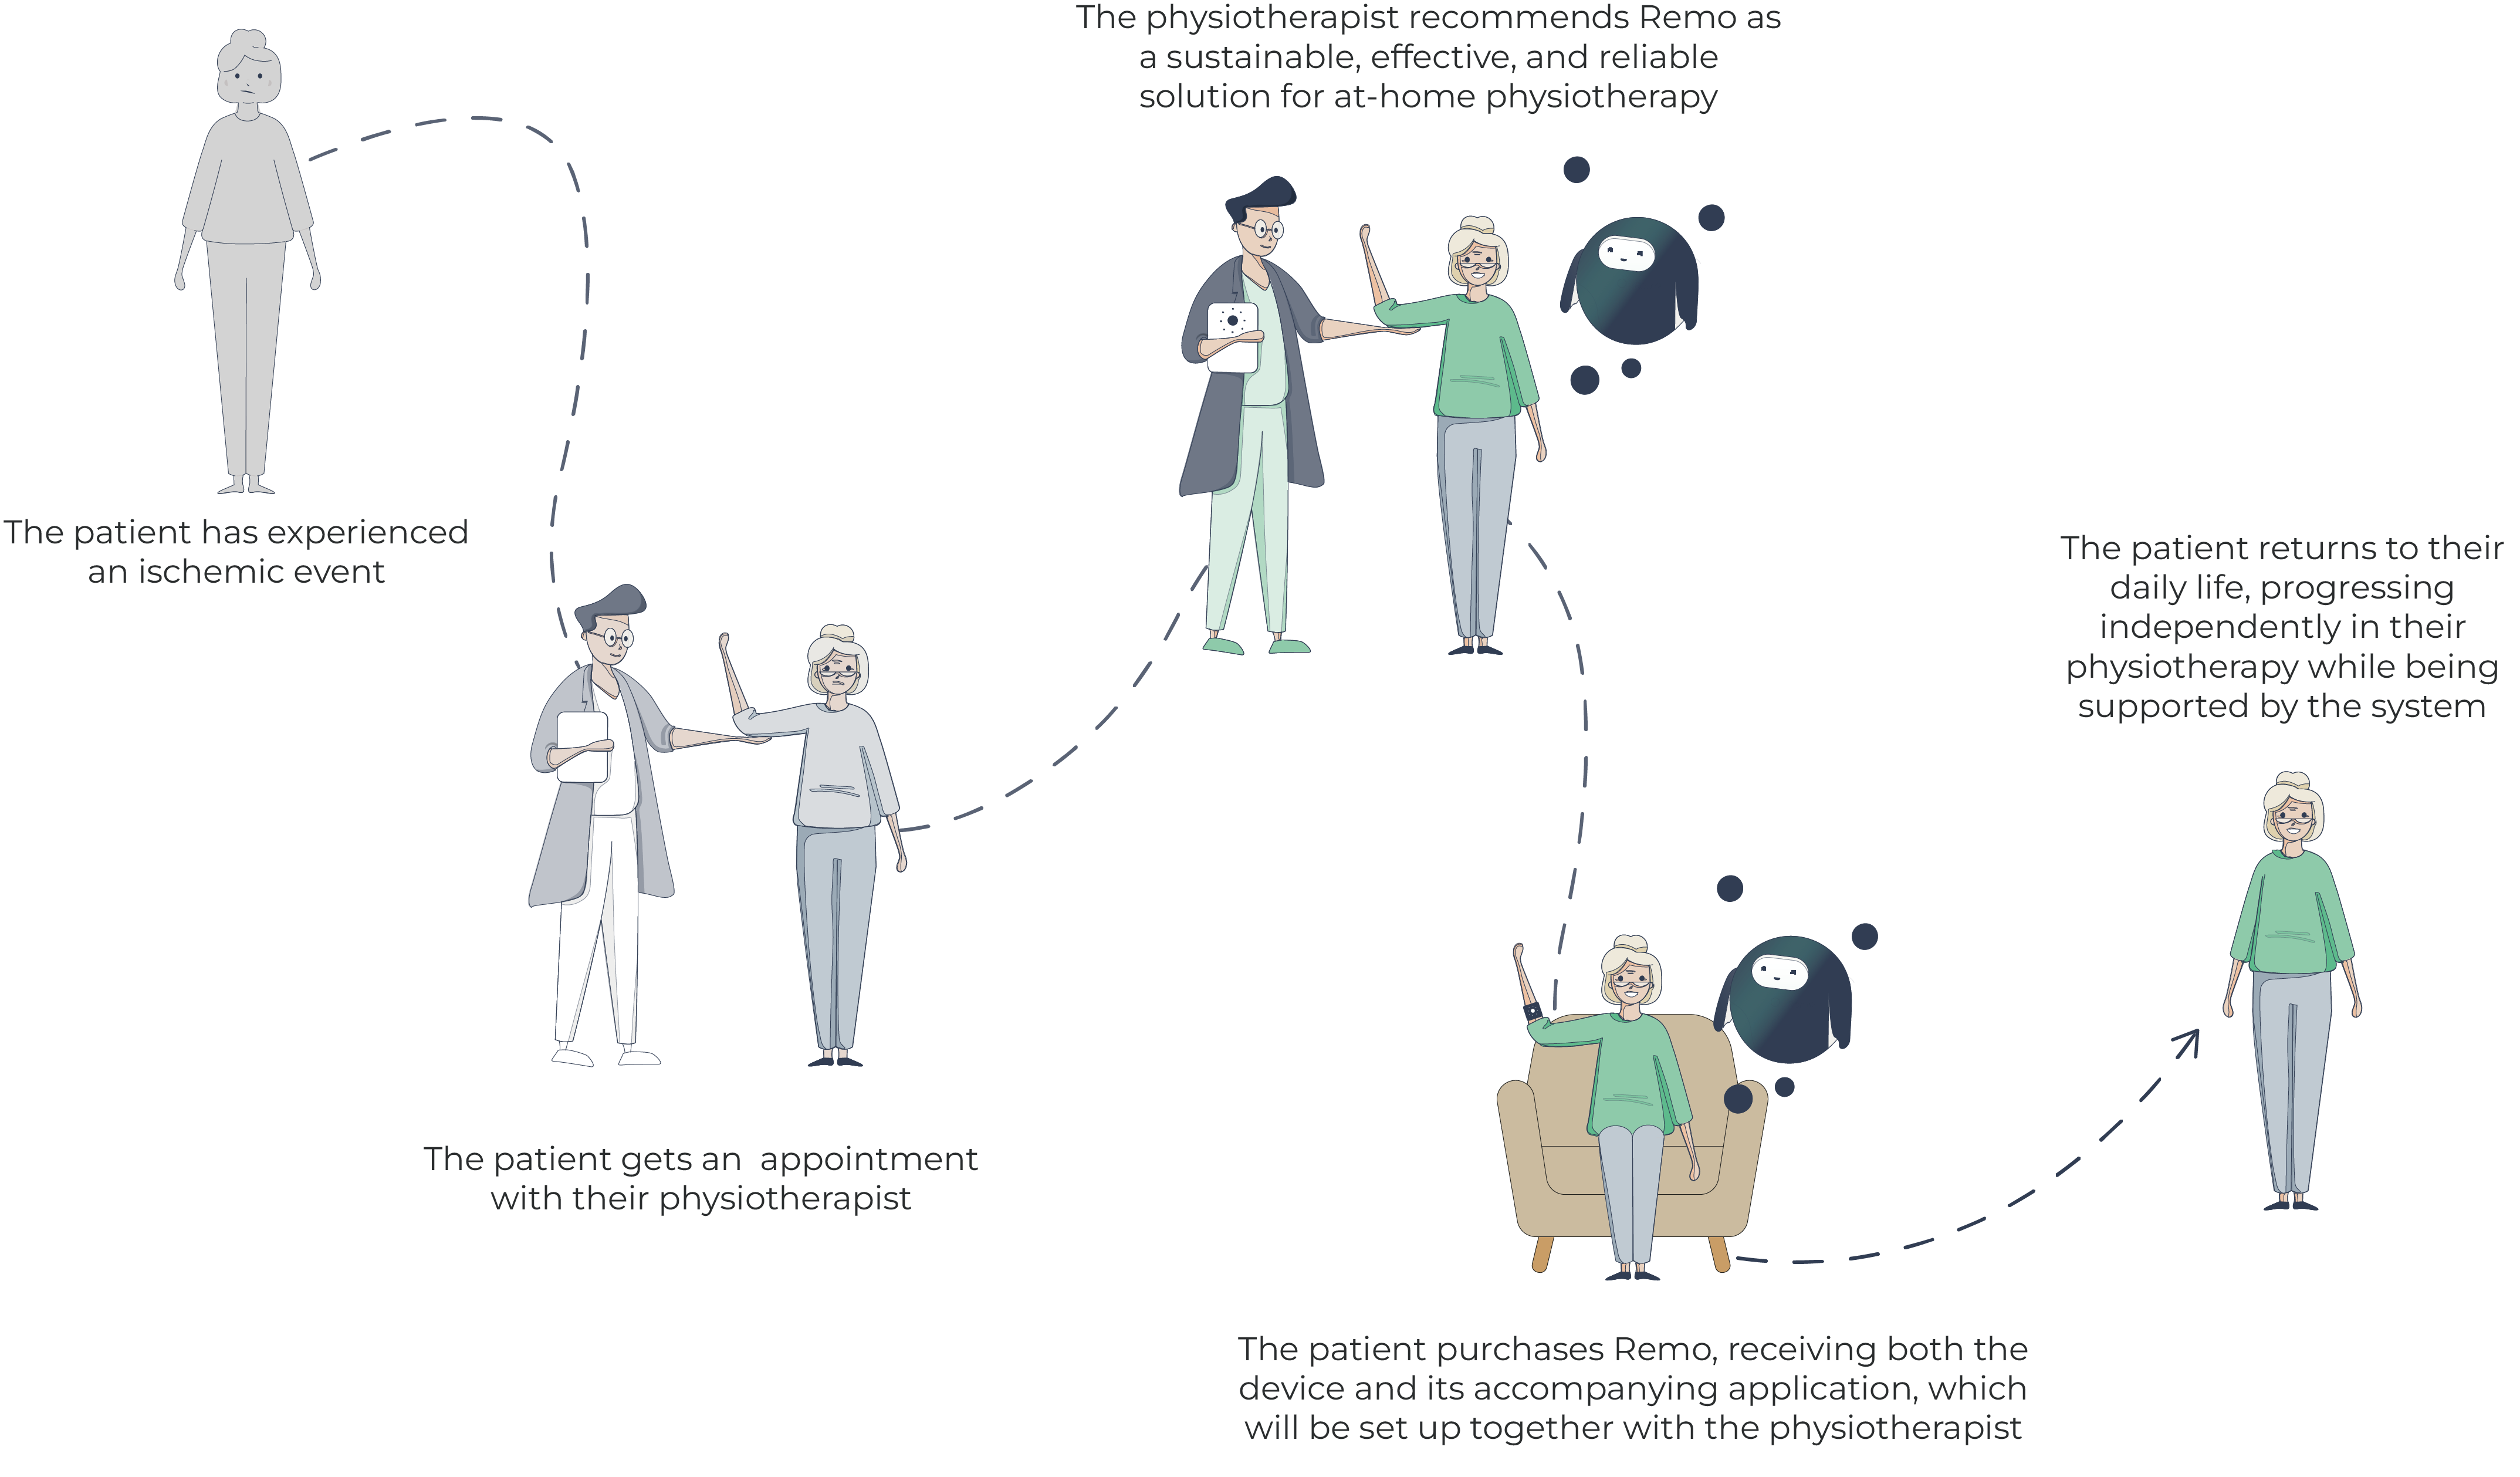 The patient has experienced
an ischemic event
The patient gets an  appointment
with their physiotherapist
The physiotherapist recommends Remo as
a sustainable, effective, and reliable
solution for at-home physiotherapy
The patient purchases Remo, receiving both the
device and its accompanying application, which
will be set up together with the physiotherapist
The patient returns to their
daily life, progressing
independently in their
physiotherapy while being
supported by the system